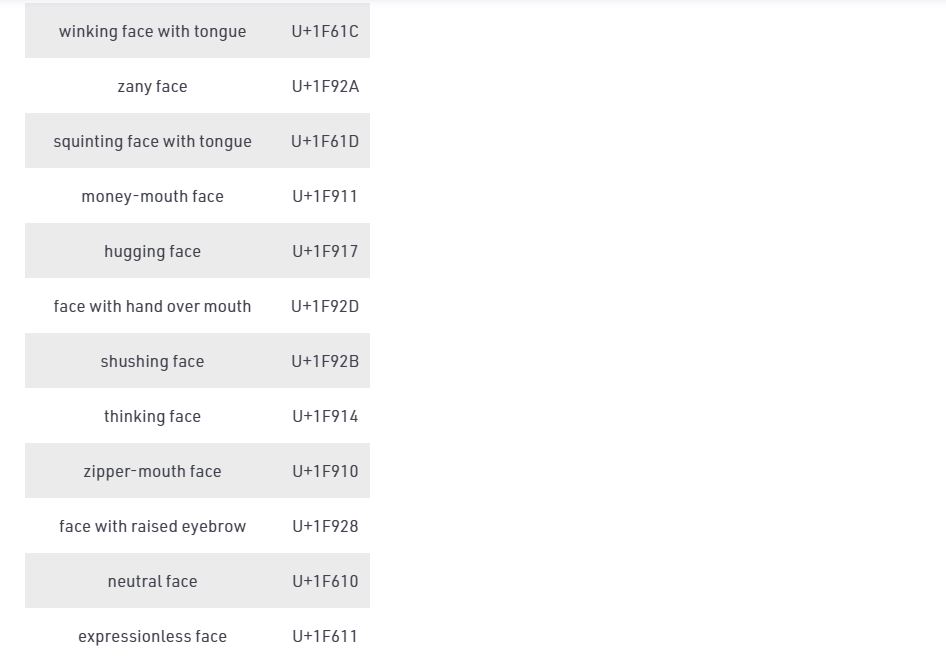 winking face with tongue U+1F61C
zany face U+1F92A
squinting face with tongue U+1F61D
money-mouth face U+1F911
hugging face U+1F917
face with hand over mouth U+1F92D
shushing face U+1F92B
thinking face U+1F914
zipper-mouth face U+1F910
face with raised eyebrow U+1F928
neutral face U+1F610
expressionless face U+1F611